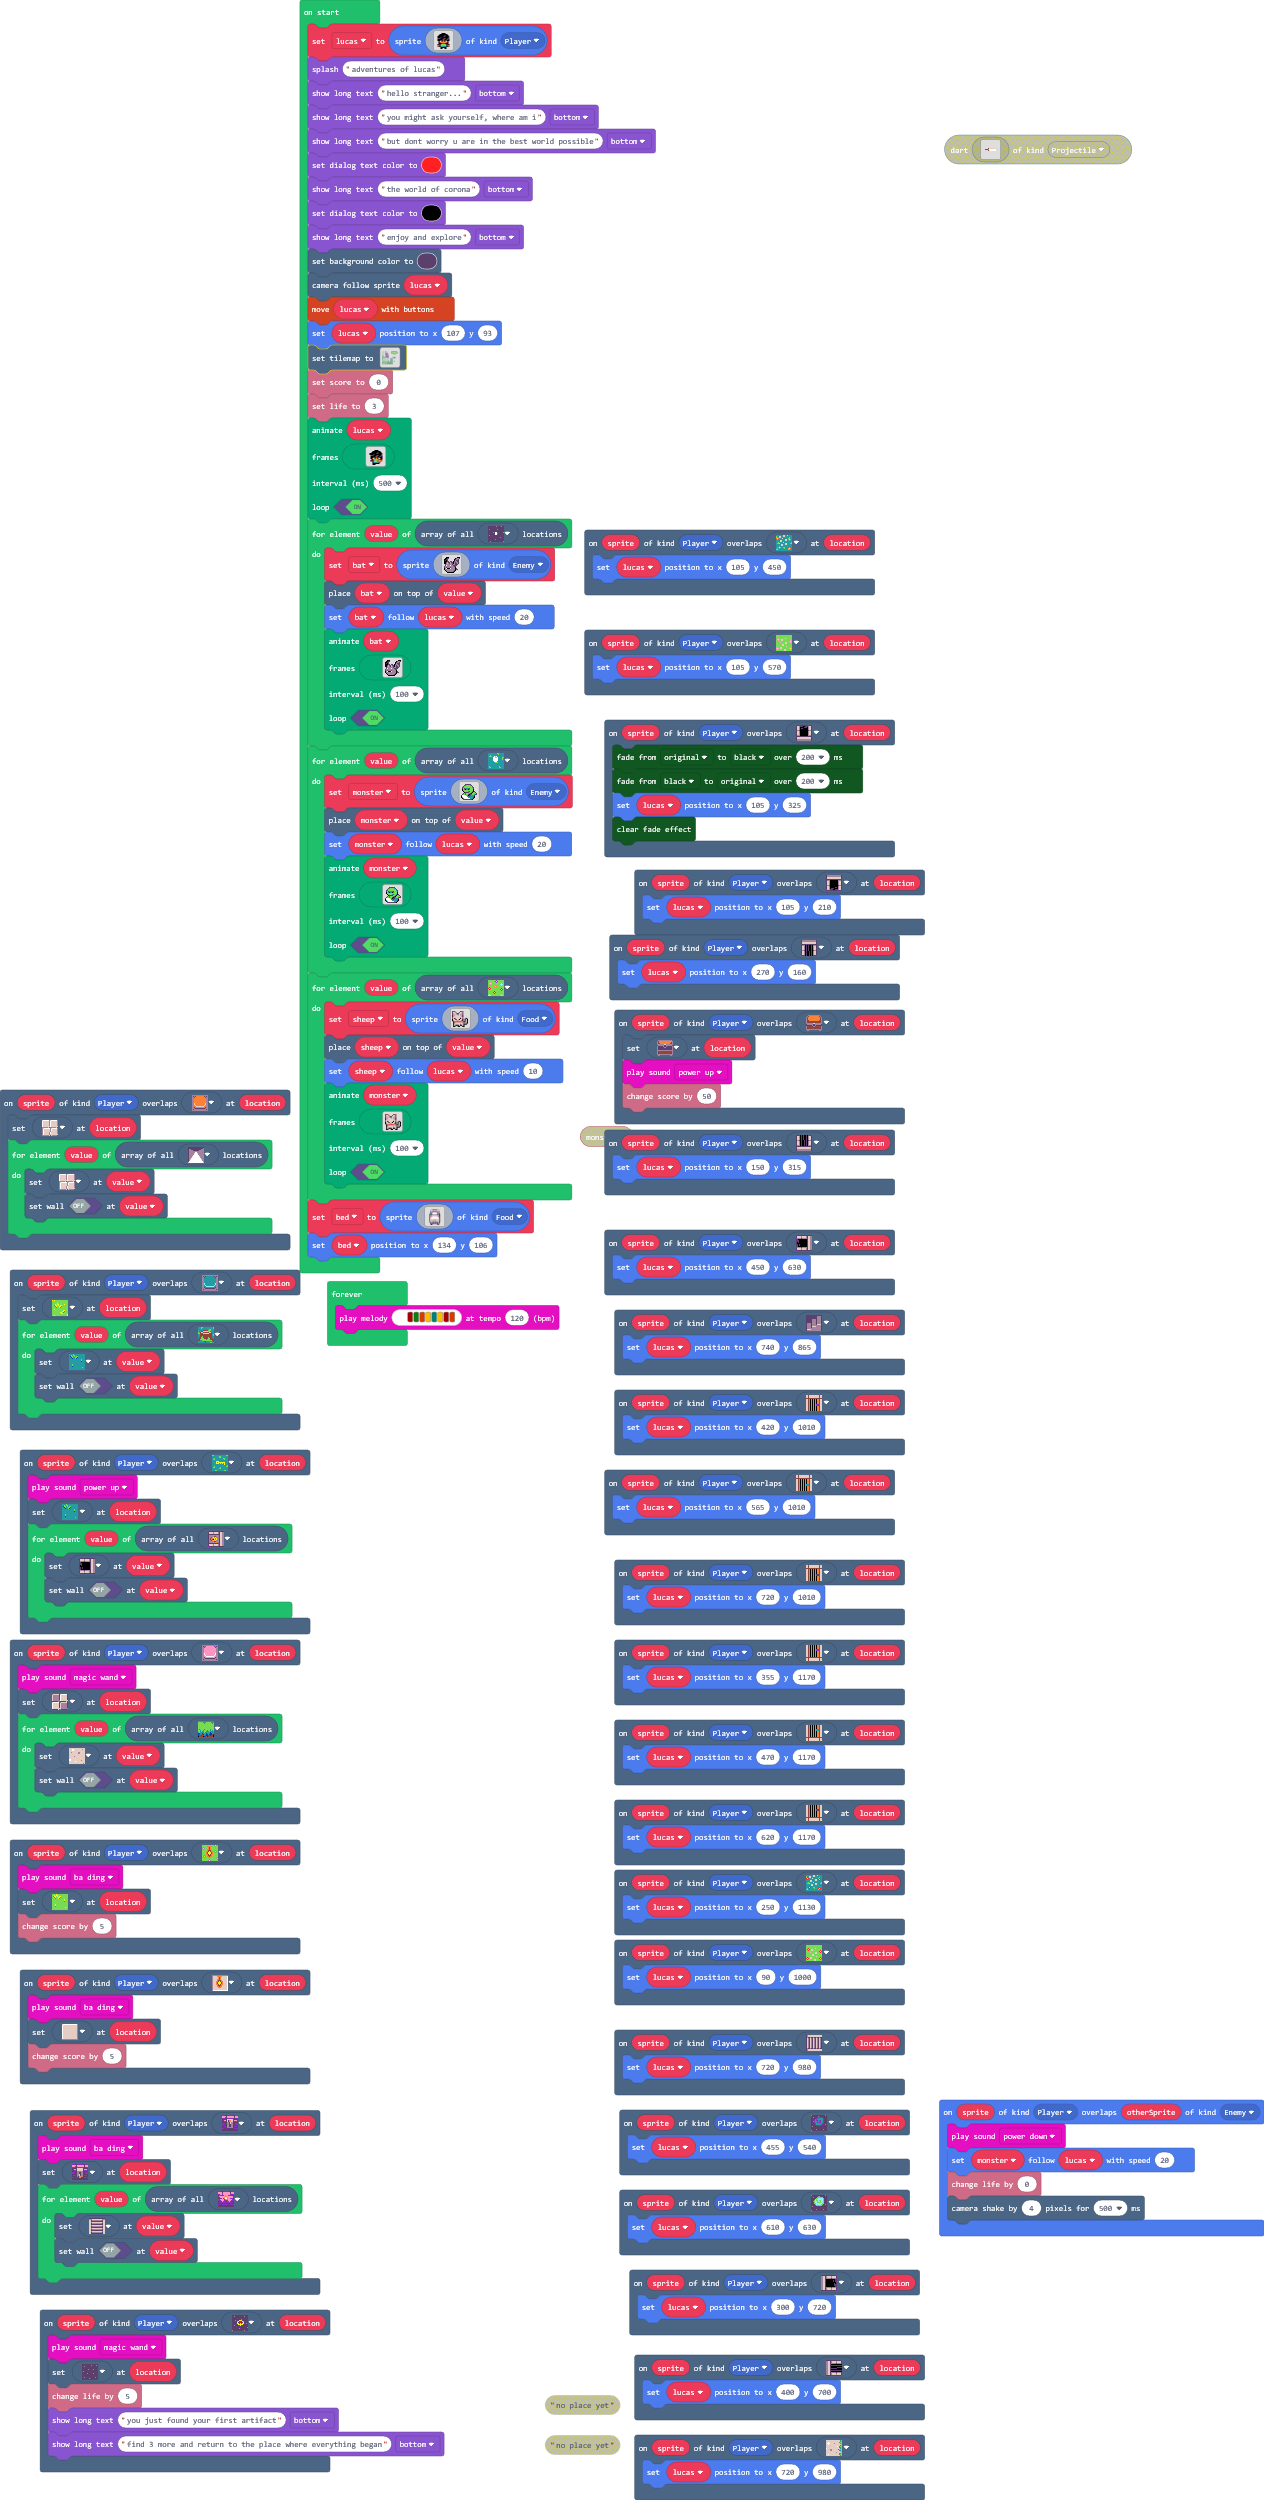 on start
set lucas to sprite of kind Player
splash "adventures of lucas"
show long text "hello stranger..." bottom
show long text "you might ask yourself, where am i" bottom
show long text "but dont worry u are in the best world possible" bottom
set dialog text color to
show long text "the world of corona" bottom
set dialog text color to
show long text "enjoy and explore" bottom
set background color to
camera follow sprite lucas
move lucas with buttons
set lucas position to x 107 y 93
set tilemap to
set score to 0
set life to 3
animate lucas
frames
interval (ms) 500
loop ON
for element value of array of all locations
do
set bat to sprite of kind Enemy
place bat on top of value
set bat follow lucas with speed 20
animate bat
frames
interval (ms) 100
loop ON
for element value of array of all locations
do
set monster to sprite of kind Enemy
place monster on top of value
set monster follow lucas with speed 20
animate monster
frames
interval (ms) 100
loop ON
for element value of array of all locations
do
set sheep to sprite of kind Food
place sheep on top of value
set sheep follow lucas with speed 10
animate monster
frames
interval (ms) 100
loop ON
set bed to sprite of kind Food
set bed position to x 134 y 106
forever
play melody at tempo 120 (bpm)
on sprite of kind Player overlaps at location
set at location
for element value of array of all locations
do
set at value
set wall OFF at value
on sprite of kind Player overlaps at location
set at location
for element value of array of all locations
do
set at value
set wall OFF at value
on sprite of kind Player overlaps at location
play sound power up
set at location
for element value of array of all locations
do
set at value
set wall OFF at value
on sprite of kind Player overlaps at location
play sound magic wand
set at location
for element value of array of all locations
do
set at value
set wall OFF at value
on sprite of kind Player overlaps at location
play sound ba ding
set at location
change score by 5
on sprite of kind Player overlaps at location
play sound ba ding
set at location
change score by 5
on sprite of kind Player overlaps at location
play sound ba ding
set at location
for element value of array of all locations
do
set at value
set wall OFF at value
on sprite of kind Player overlaps at location
play sound magic wand
set at location
change life by 5
show long text "you just found your first artifact" bottom
show long text "find 3 more and return to the place where everything began" bottom
on sprite of kind Player overlaps at location
set lucas position to x 105 y 450
on sprite of kind Player overlaps at location
set lucas position to x 105 y 570
on sprite of kind Player overlaps at location
fade from original to black over 200 ms
fade from black to original over 200 ms
set lucas position to x 105 y 325
clear fade effect
on sprite of kind Player overlaps at location
set lucas position to x 105 y 210
on sprite of kind Player overlaps at location
set lucas position to x 270 y 160
on sprite of kind Player overlaps at location
set at location
play sound power up
change score by 50
on sprite of kind Player overlaps at location
set lucas position to x 150 y 315
on sprite of kind Player overlaps at location
set lucas position to x 450 y 630
on sprite of kind Player overlaps at location
set lucas position to x 740 y 865
on sprite of kind Player overlaps at location
set lucas position to x 420 y 1010
on sprite of kind Player overlaps at location
set lucas position to x 565 y 1010
on sprite of kind Player overlaps at location
set lucas position to x 720 y 1010
on sprite of kind Player overlaps at location
set lucas position to x 355 y 1170
on sprite of kind Player overlaps at location
set lucas position to x 470 y 1170
on sprite of kind Player overlaps at location
set lucas position to x 620 y 1170
on sprite of kind Player overlaps at location
set lucas position to x 250 y 1130
on sprite of kind Player overlaps at location
set lucas position to x 90 y 1000
on sprite of kind Player overlaps at location
set lucas position to x 720 y 980
on sprite of kind Player overlaps at location
set lucas position to x 455 y 540
on sprite of kind Player overlaps at location
set lucas position to x 610 y 630
on sprite of kind Player overlaps at location
set lucas position to x 300 y 720
on sprite of kind Player overlaps at location
set lucas position to x 400 y 700
"no place yet"
on sprite of kind Player overlaps at location
set lucas position to x 720 y 980
"no place yet"
dart of kind Projectile
on sprite of kind Player overlaps otherSprite of kind Enemy
play sound power down
set monster follow lucas with speed 20
change life by 0
camera shake by 4 pixels for 500 ms